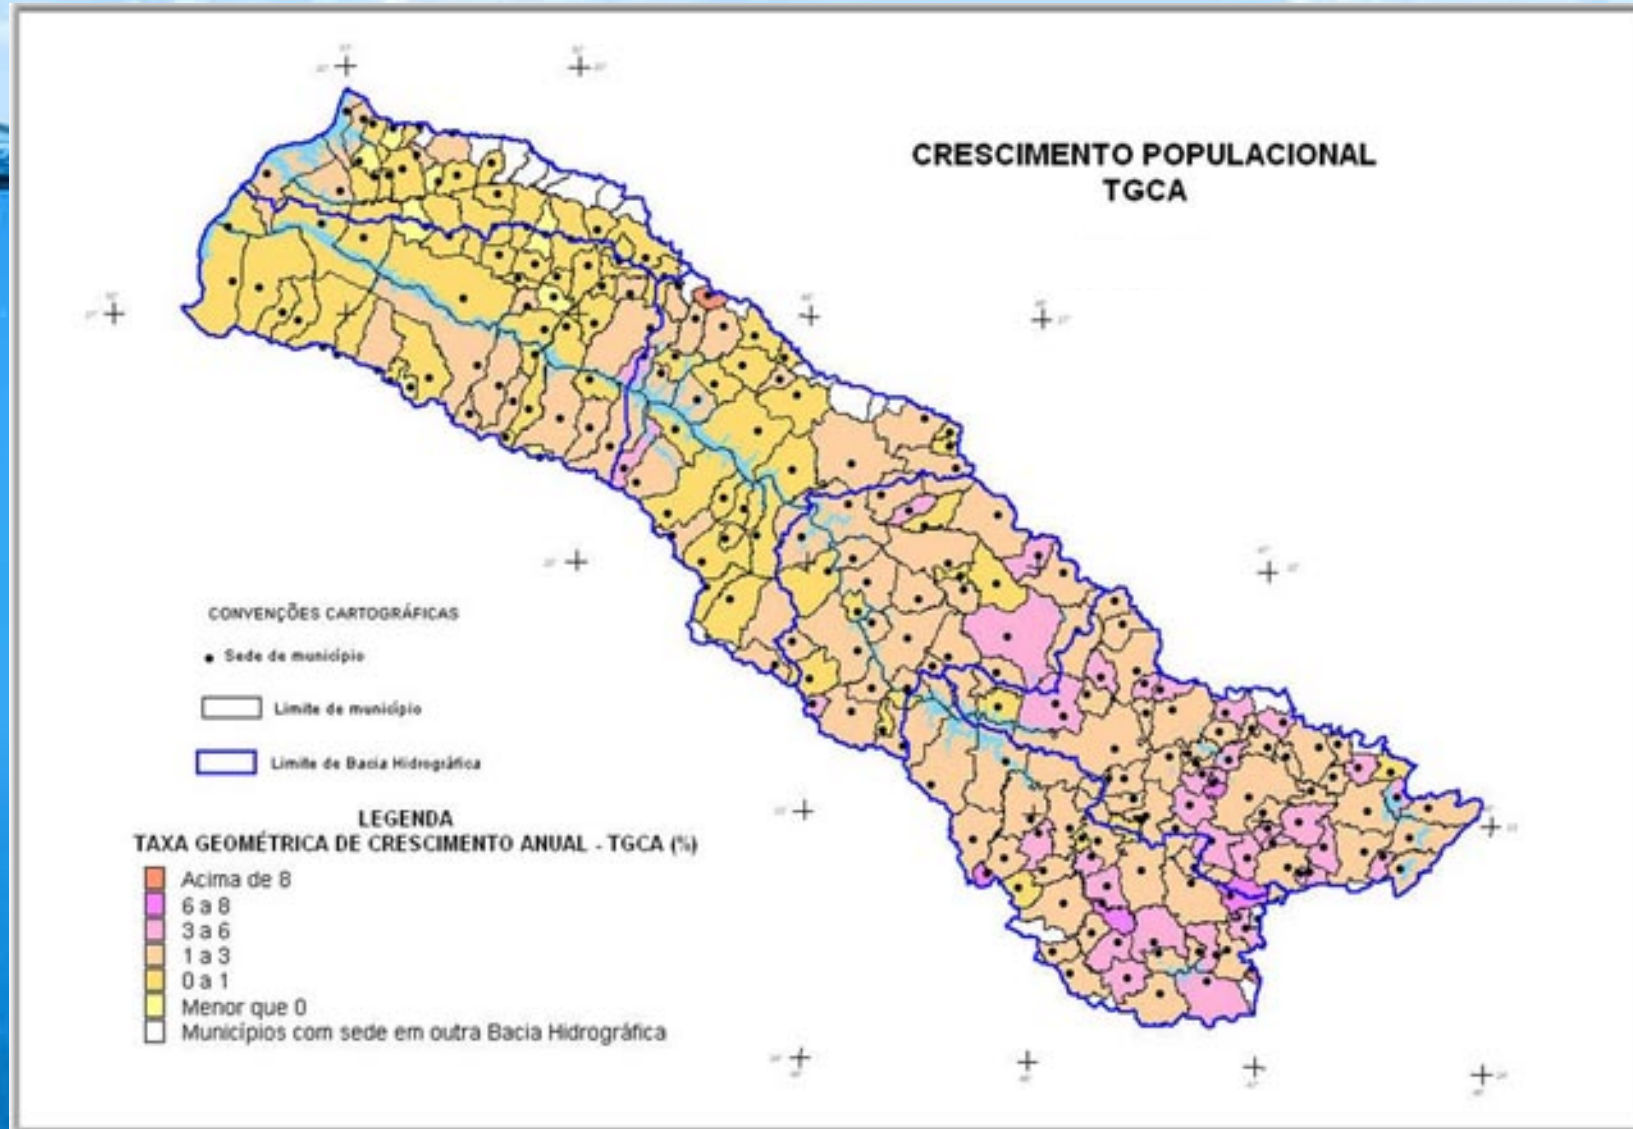 CRESCIMENTO POPULACIONAL
TGCA
CONVENÇÕES CARTOGRÁFICAS
Sede de município
Limite de município
Limite de Bacia Hidrográfica
LEGENDA
TAXA GEOMÉTRICA DE CRESCIMENTO ANUAL - TGCA (%)
Acima de 8
6 a 8
3 a 6
1 a 3
0 a 1
Menor que 0
Municípios com sede em outra Bacia Hidrográfica